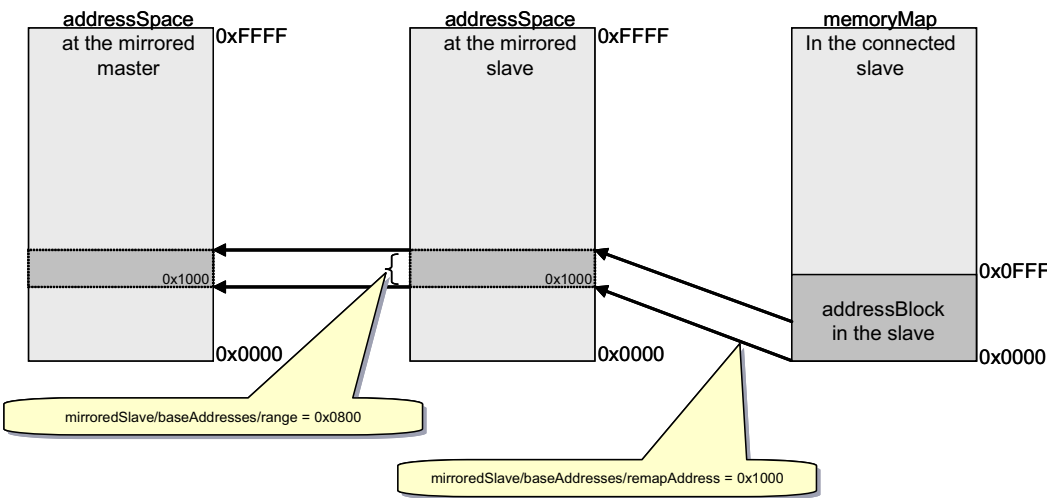 addressSpace
at the mirrored
master
0xFFFF
0x1000
0x0000
addressSpace
at the mirrored
slave
0xFFFF
0x1000
0x0000
memoryMap
In the connected
slave
0x0FFF
addressBlock
in the slave
0x0000
mirroredSlave/baseAddresses/range = 0x0800
mirroredSlave/baseAddresses/remapAddress = 0x1000